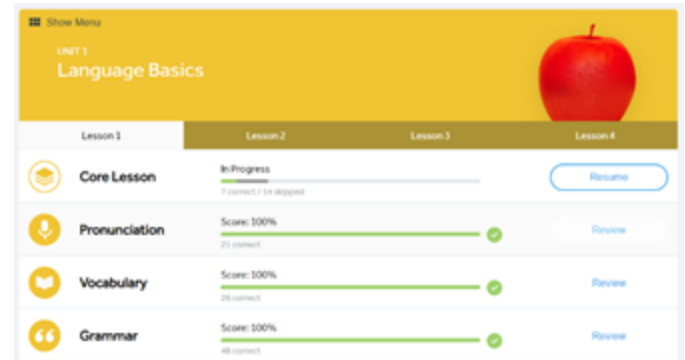 Show Menu
UNIT 1
Language Basics
Lesson 1 Lesson 2 Lesson 3 Lesson 4
Core Lesson
In Progress
7 correct / 14 skipped
Resume
Pronunciation
Score: 100%
21 correct
Review
Vocabulary
Score: 100%
26 correct
Review
Grammar
Score: 100%
48 correct
Review